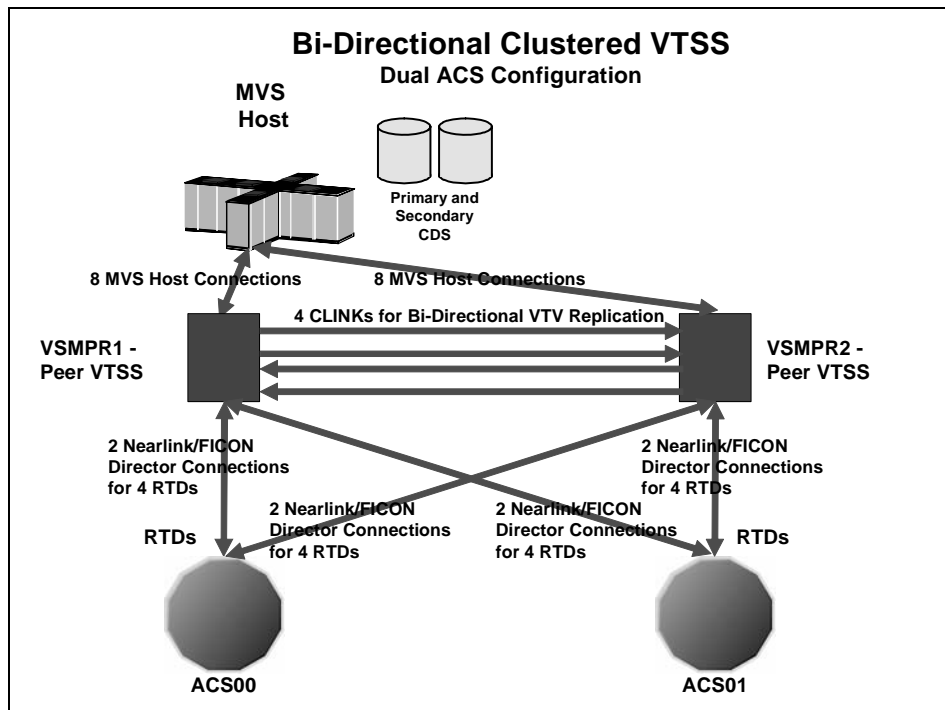 Bi-Directional Clustered VTSS
Dual ACS Configuration
MVS
Host
Primary and
Secondary
CDS
8 MVS Host Connections
8 MVS Host Connections
4 CLINKs for Bi-Directional VTV Replication
VSMPR1 -
Peer VTSS
VSMPR2 -
Peer VTSS
2 Nearlink/FICON
Director Connections
for 4 RTDs
2 Nearlink/FICON
Director Connections
for 4 RTDs
2 Nearlink/FICON
Director Connections
for 4 RTDs
2 Nearlink/FICON
Director Connections
for 4 RTDs
RTDs
RTDs
ACS00
ACS01